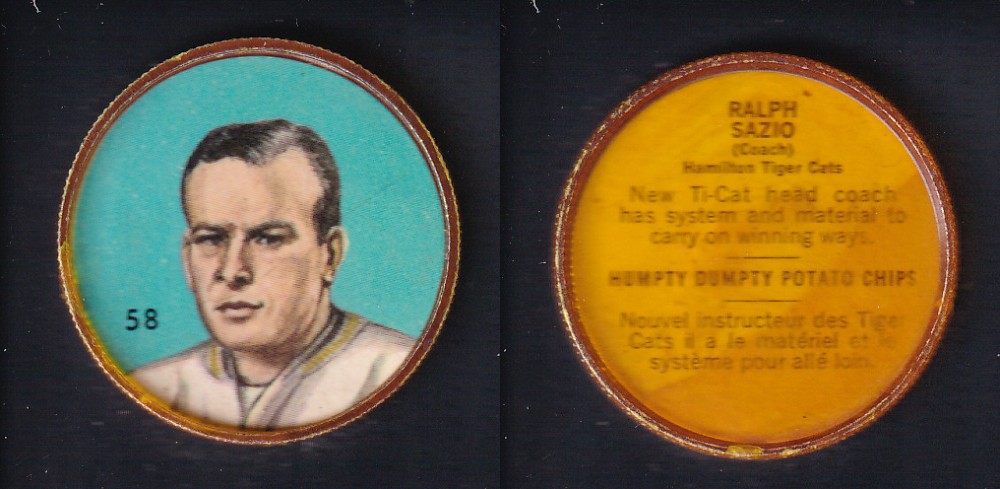 58
RALPH
SAZIO
(Coach)
Hamilton Tiger Cats
New Ti-Cat head coach
has system and material to
carry on winning ways.
HUMPTY DUMPTY POTATO CHIPS
Nouvel instructeur des Tiger
Cats il a le matériel et le
système pour allé loin.